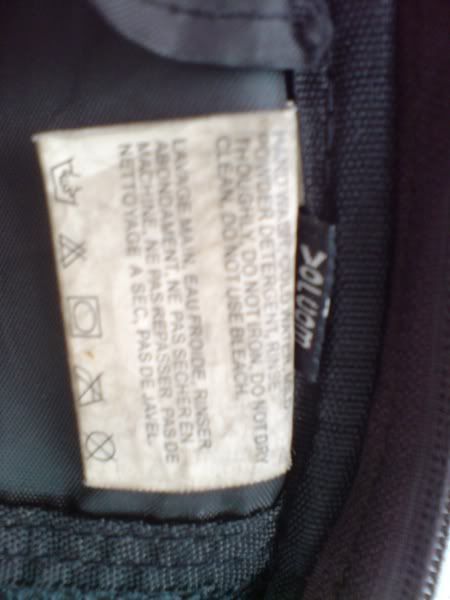 HAND
POWDER DETERGENT, RINSE
THOUGHLY, DO NOT IRON, DO NOT DRY
CLEAN, DO NOT USE BLEACH.
LAVAGE MAIN, EAU FROIDE, RINSER
ABONDAMENT. NE PAS SECHER EN
MACHINE, NE PAS REPASSER, PAS DE
NETTOYAGE A SEC, PAS DE JAVEL.